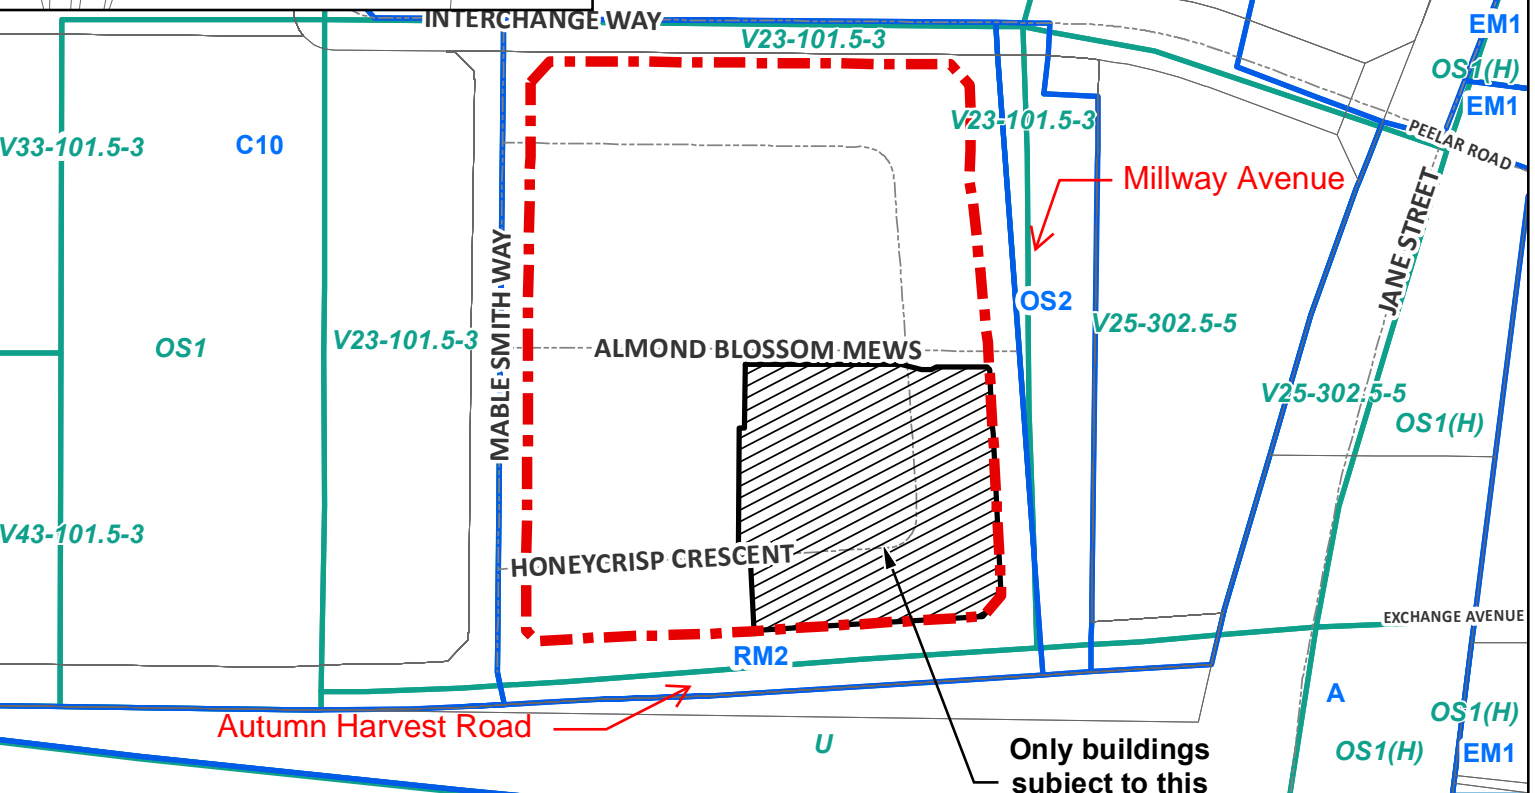 INTERCHANGE WAY
EM1
V23-101.5-3
OS1(H)
EM1
V23-101.5-3
PEELAR ROAD
V33-101.5-3
C10
Millway Avenue
JANE STREET
MABLE SMITH WAY
OS2
V25-302.5-5
OS1
V23-101.5-3
ALMOND BLOSSOM MEWS
V25-302.5-5
OS1(H)
V43-101.5-3
HONEYCRISP CRESCENT
EXCHANGE AVENUE
RM2
A
Autumn Harvest Road
OS1(H)
U
Only buildings
subject to this
OS1(H)
EM1